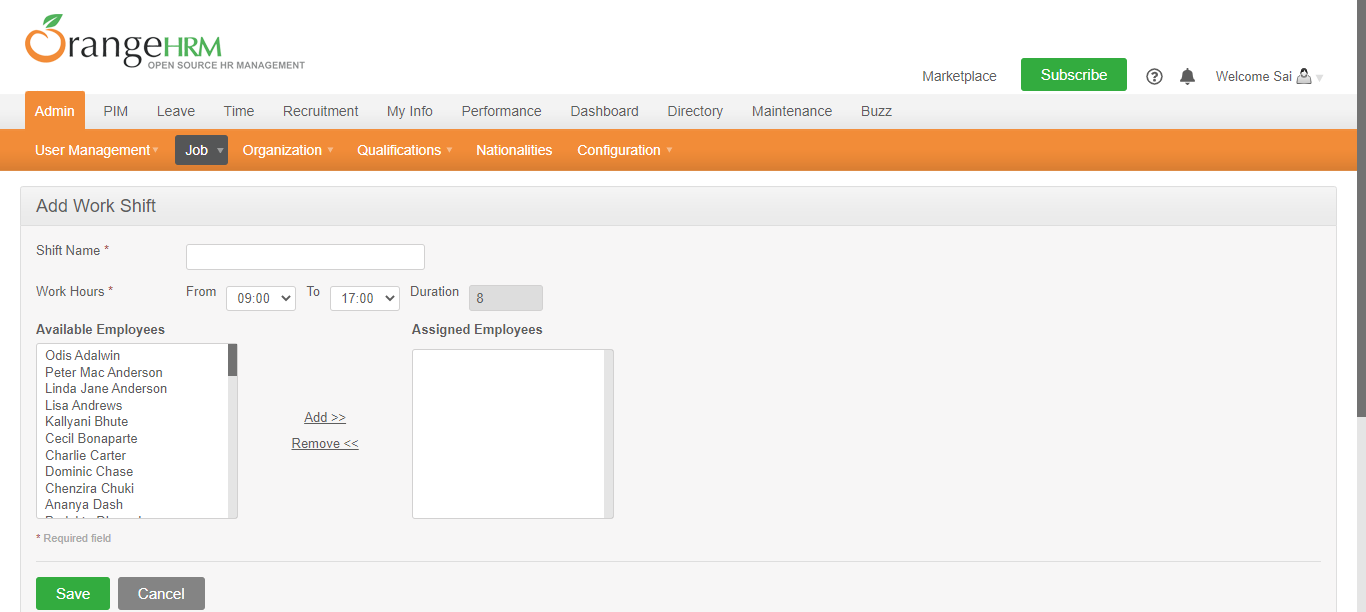 OrangeHRM
OPEN SOURCE HR MANAGEMENT
Marketplace Subscribe ? Welcome Sai
Admin PIM Leave Time Recruitment My Info Performance Dashboard Directory Maintenance Buzz
User Management Job Organization Qualifications Nationalities Configuration
Add Work Shift
Shift Name *
Work Hours * From 09:00 To 17:00 Duration 8
Available Employees Assigned Employees
Odis Adalwin
Peter Mac Anderson
Linda Jane Anderson
Lisa Andrews
Kallyani Bhute
Cecil Bonaparte
Charlie Carter
Dominic Chase
Chenzira Chuki
Ananya Dash
Add >>
Remove <<
* Required field
Save Cancel